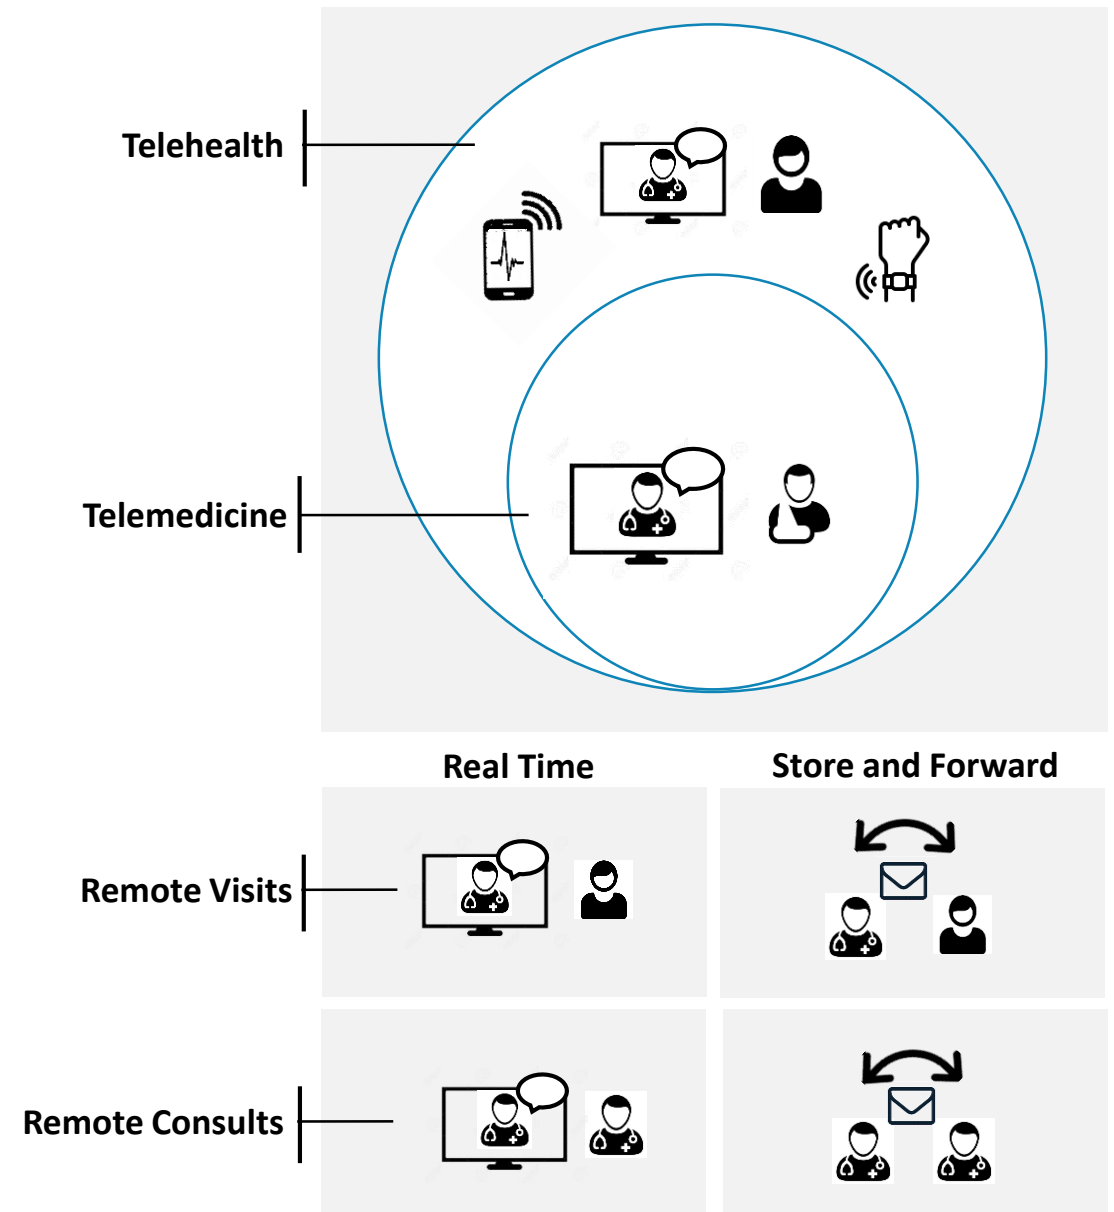 Telehealth
Telemedicine
Real Time
Store and Forward
Remote Visits
Remote Consults